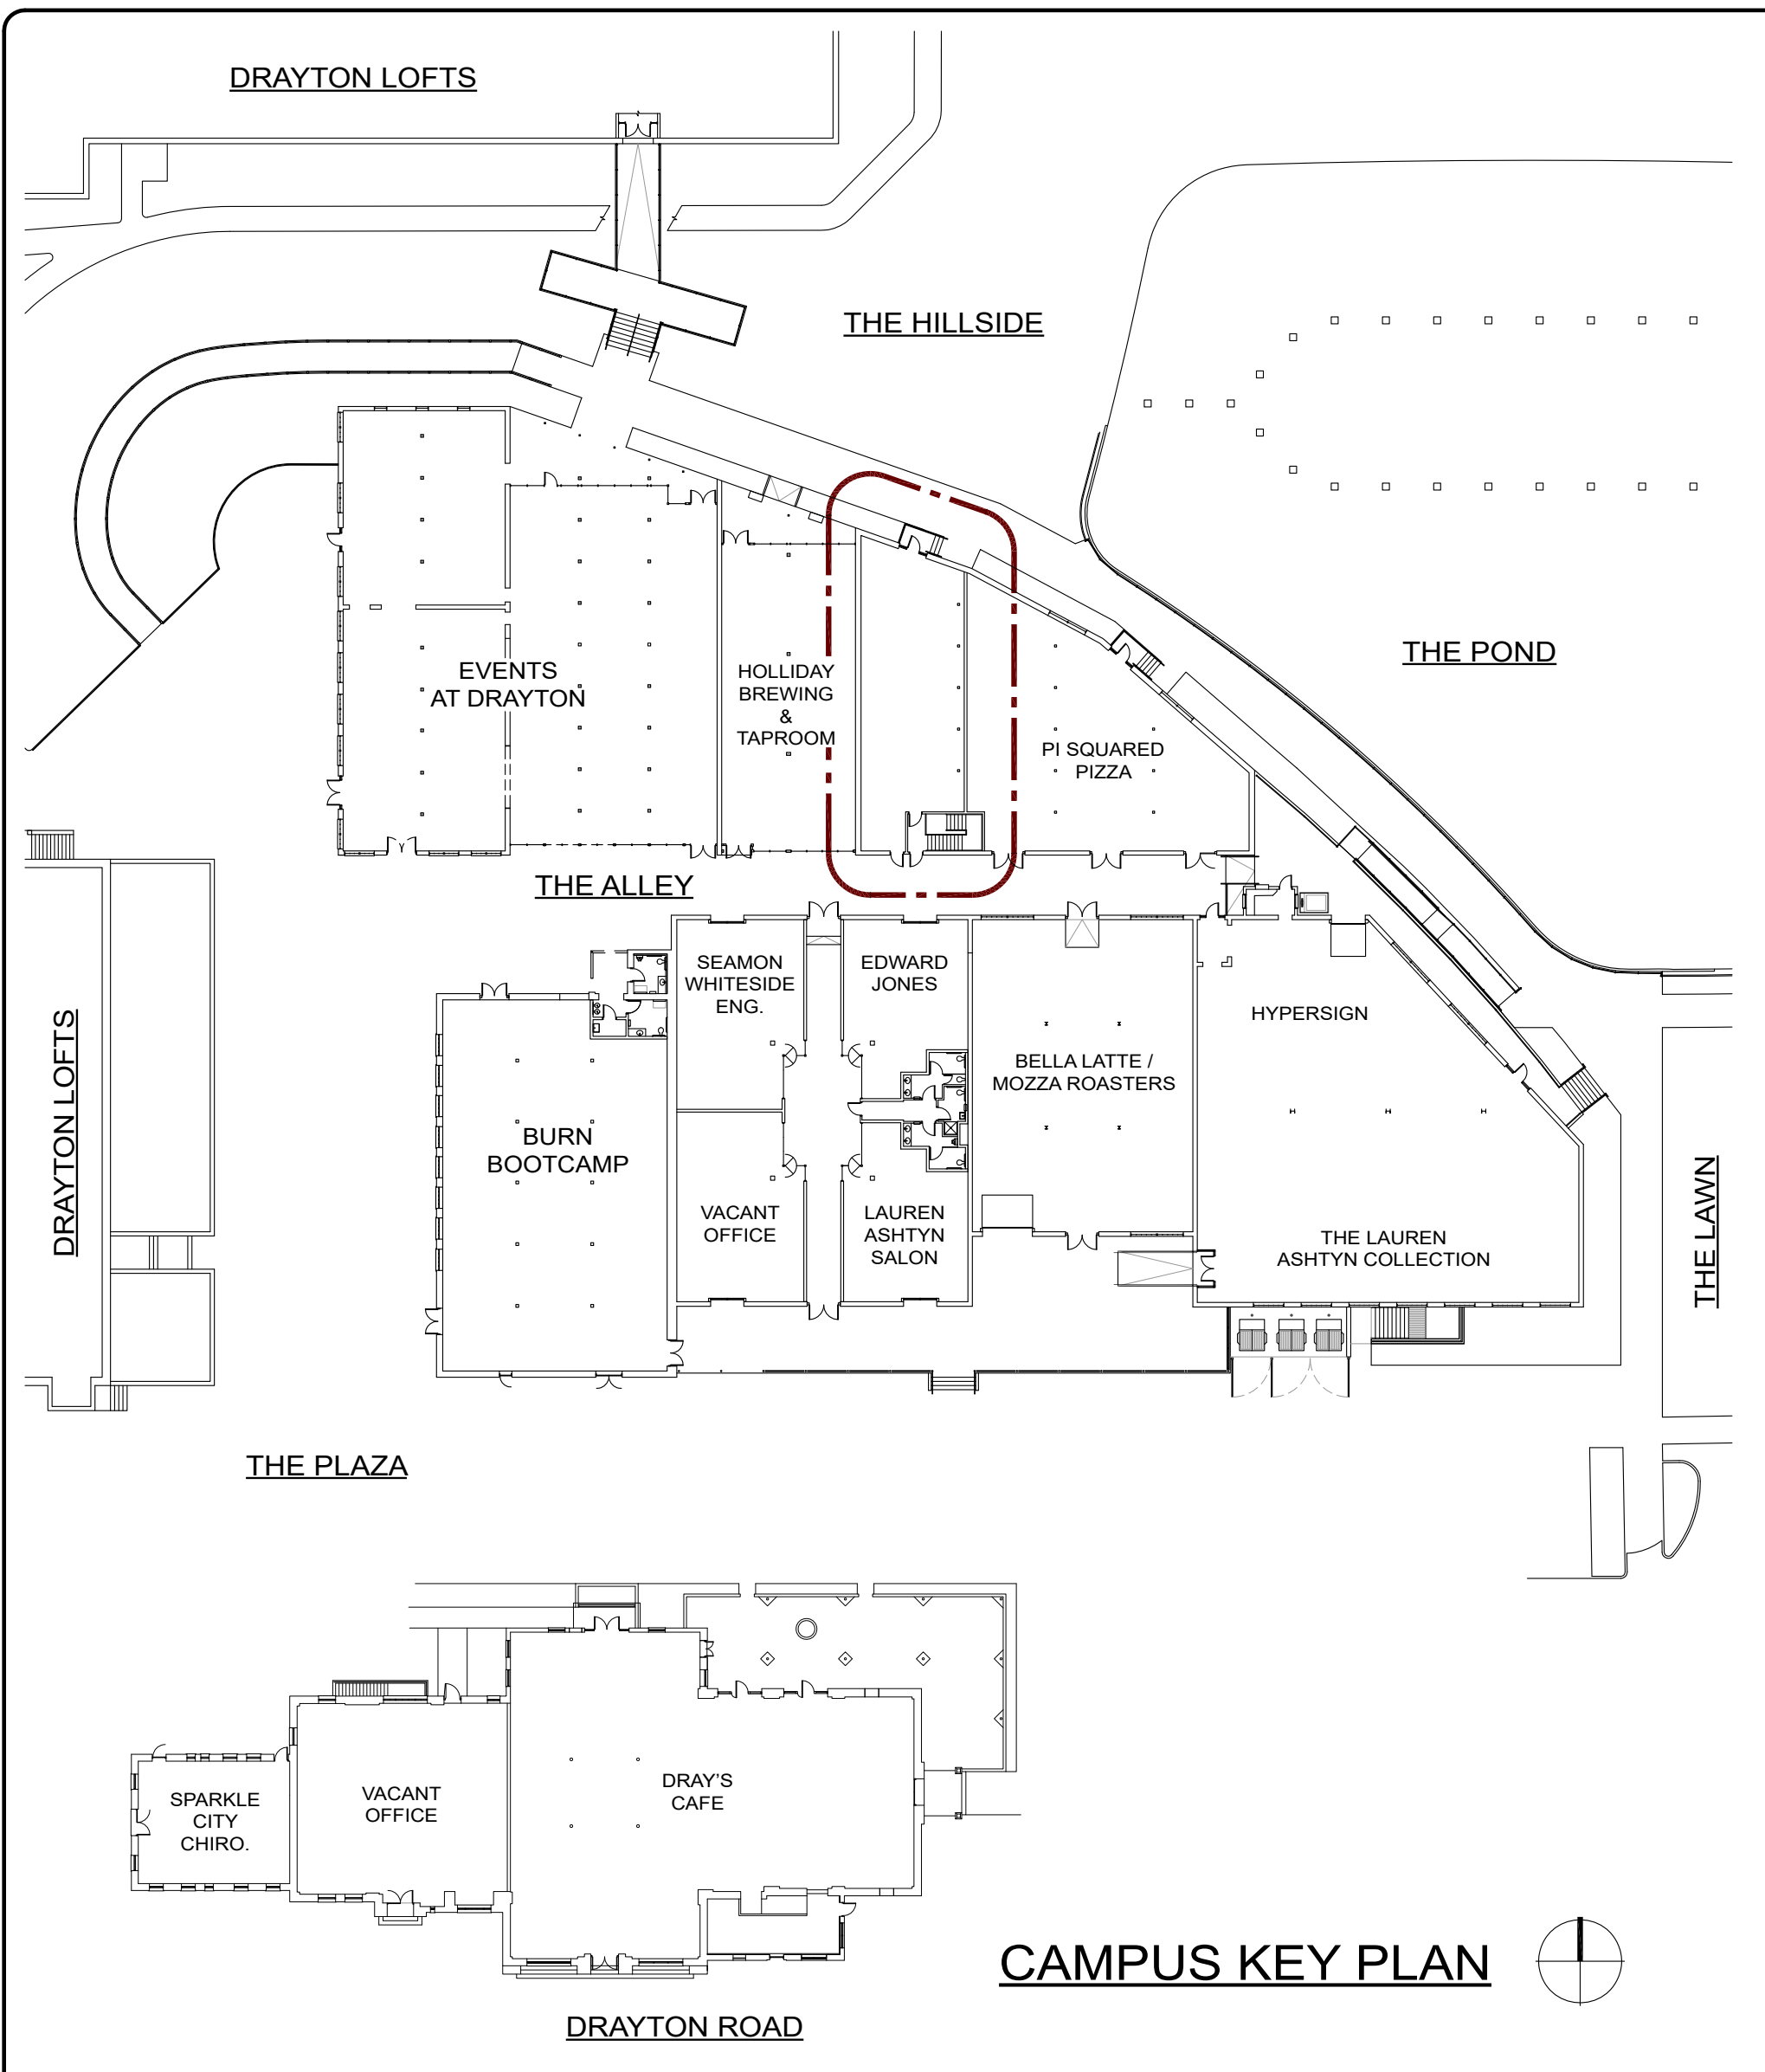 DRAYTON LOFTS
THE HILLSIDE
THE POND
EVENTS
AT DRAYTON
HOLLIDAY
BREWING
&
TAPROOM
PI SQUARED
PIZZA
THE ALLEY
SEAMON
WHITESIDE
ENG.
EDWARD
JONES
HYPERSIGN
BELLA LATTE /
MOZZA ROASTERS
DRAYTON LOFTS
BURN
BOOTCAMP
VACANT
OFFICE
LAUREN
ASHTYN
SALON
THE LAUREN
ASHTYN COLLECTION
THE LAWN
THE PLAZA
SPARKLE
CITY
CHIRO.
VACANT
OFFICE
DRAY'S
CAFE
CAMPUS KEY PLAN
DRAYTON ROAD